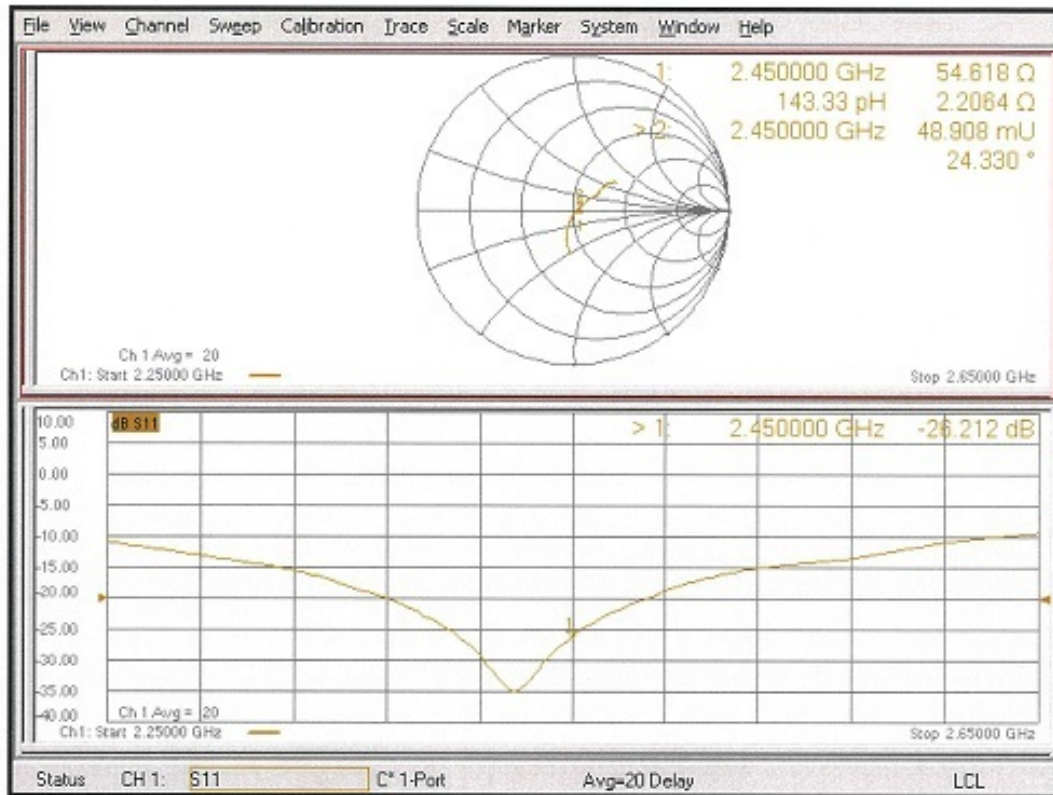 File View Channel Sweep Calibration Trace Scale Marker System Window Help
1: 2.450000 GHz 54.618 Ω
143.33 pH 2.2064 Ω
> 2: 2.450000 GHz 48.908 mU
24.330 °
Ch 1 Avg = 20
Ch1: Start 2.25000 GHz Stop 2.65000 GHz
10.00 dB S11 > 1: 2.450000 GHz -26.212 dB
5.00
0.00
-5.00
-10.00
-15.00
-20.00
-25.00 1
-30.00
-35.00
-40.00 Ch 1 Avg = 20
Ch1: Start 2.25000 GHz Stop 2.65000 GHz
Status CH 1: S11 C* 1-Port Avg=20 Delay LCL